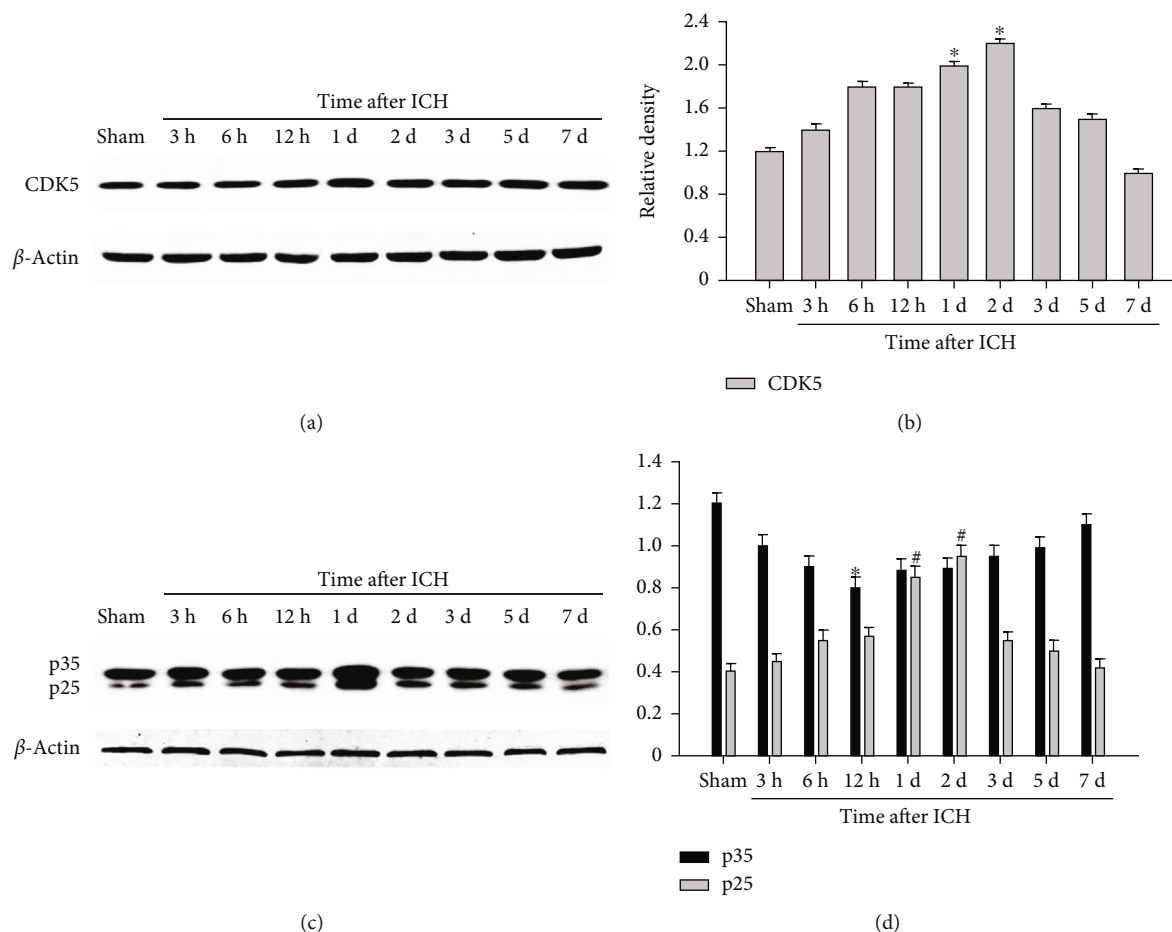 Time after ICH
Sham 3 h 6 h 12 h 1 d 2 d 3 d 5 d 7 d
CDK5
β-Actin
(a)
2.4
2.0
1.6
1.2
2.4
0.8
0.4
0
Relative density
* *
Sham 3 h 6 h 12 h 1 d 2 d 3 d 5 d 7 d
Time after ICH
CDK5
(b)
Time after ICH
Sham 3 h 6 h 12 h 1 d 2 d 3 d 5 d 7 d
p35
p25
β-Actin
(c)
1.4
1.2
1.0
0.8
0.6
0.4
0.2
0
* # #
Sham 3 h 6 h 12 h 1 d 2 d 3 d 5 d 7 d
Time after ICH
p35
p25
(d)